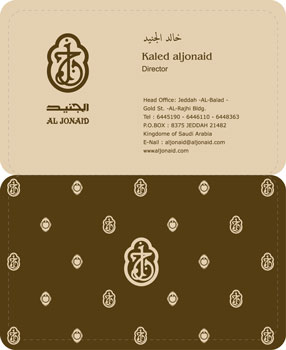 خالد الجنيد
Kaled aljonaid
Director
الجنيد
AL JONAID
Head Office: Jeddah -AL-Balad -
Gold St. -AL-Rajhi Bldg.
Tel : 6445190 - 6446110 - 6448363
P.O.BOX : 8375 JEDDAH 21482
Kingdome of Saudi Arabia
E-Nail : aljonaid@aljonaid.com
www.aljonaid.com